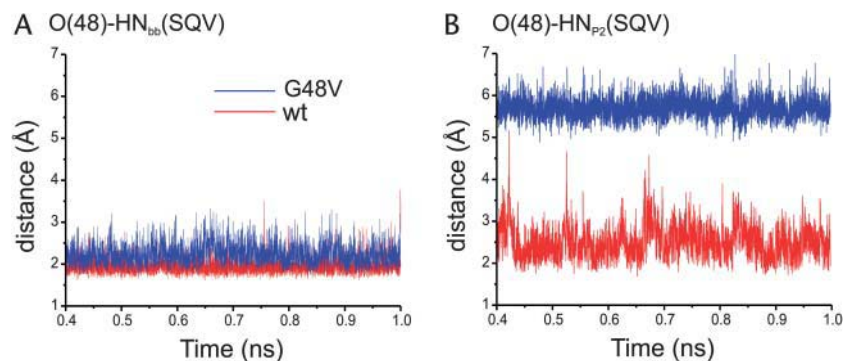 A O(48)-HNbb(SQV)
7
6
5
4
3
2
1
distance (Å)
G48V
wt
0.4 0.5 0.6 0.7 0.8 0.9 1.0
Time (ns)
B O(48)-HNP2(SQV)
7
6
5
4
3
2
1
distance (Å)
0.4 0.5 0.6 0.7 0.8 0.9 1.0
Time (ns)